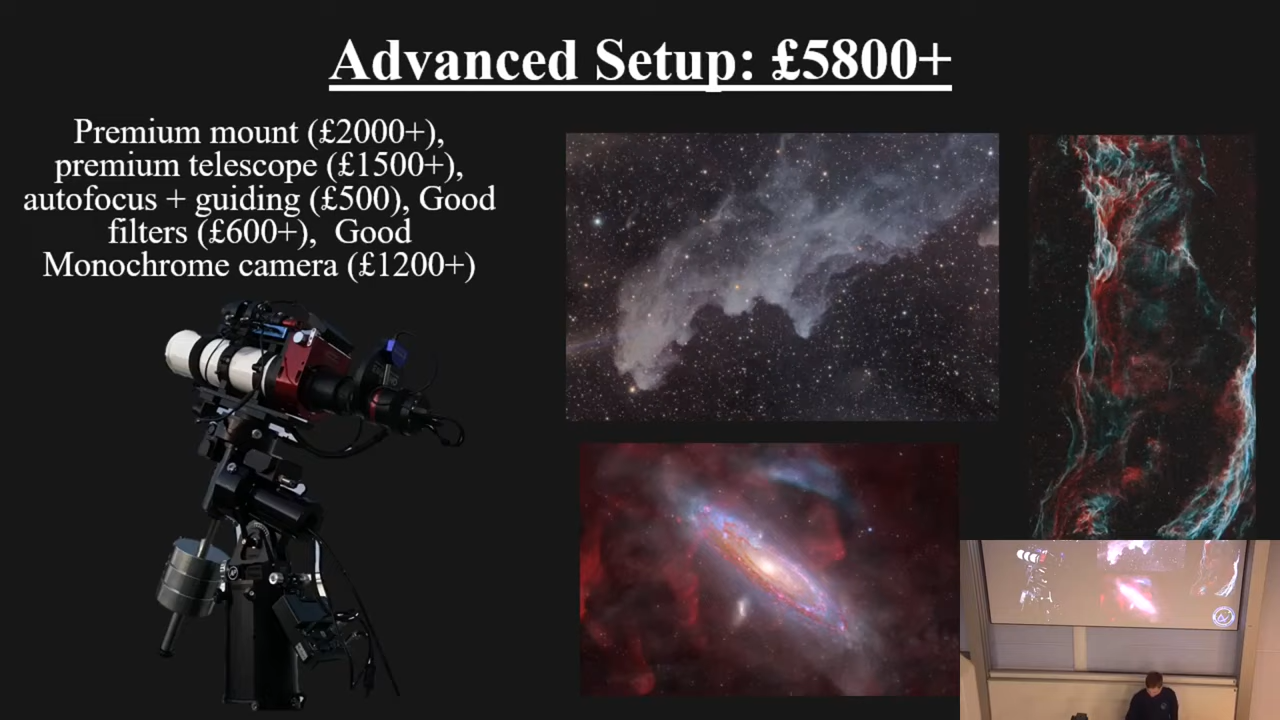 Advanced Setup: £5800+
Premium mount (£2000+),
premium telescope (£1500+),
autofocus + guiding (£500), Good
filters (£600+), Good
Monochrome camera (£1200+)